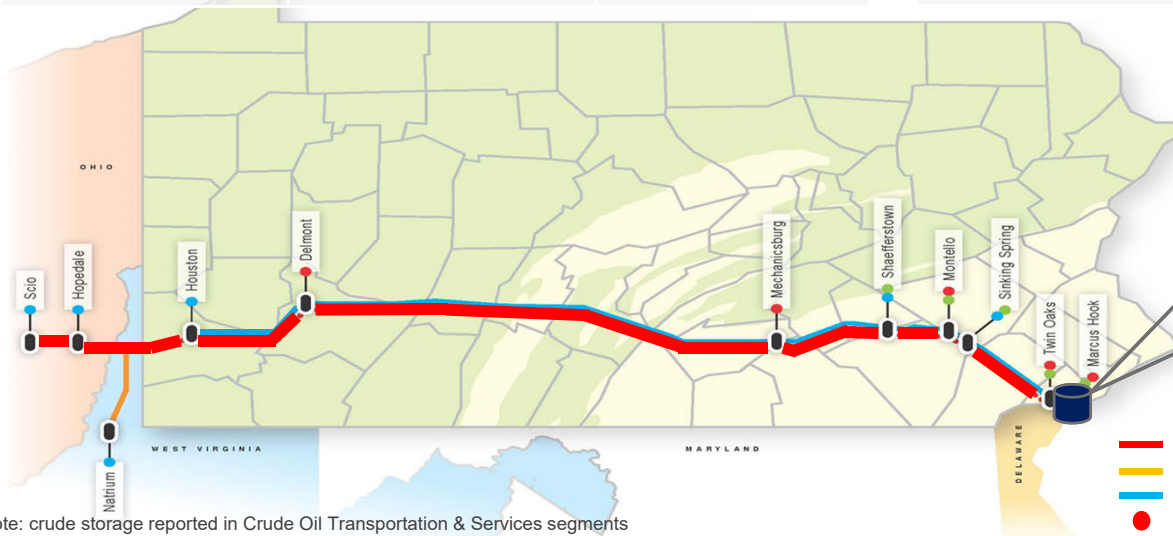 OHIO
Scio
Hopedale
Houston
Delmont
Mechanicsburg
Shaefferstown
Montello
Sinking Spring
Twin Oaks
Marcus Hook
Natrium
WEST VIRGINIA
MARYLAND
DELAWARE
ote: crude storage reported in Crude Oil Transportation & Services segments